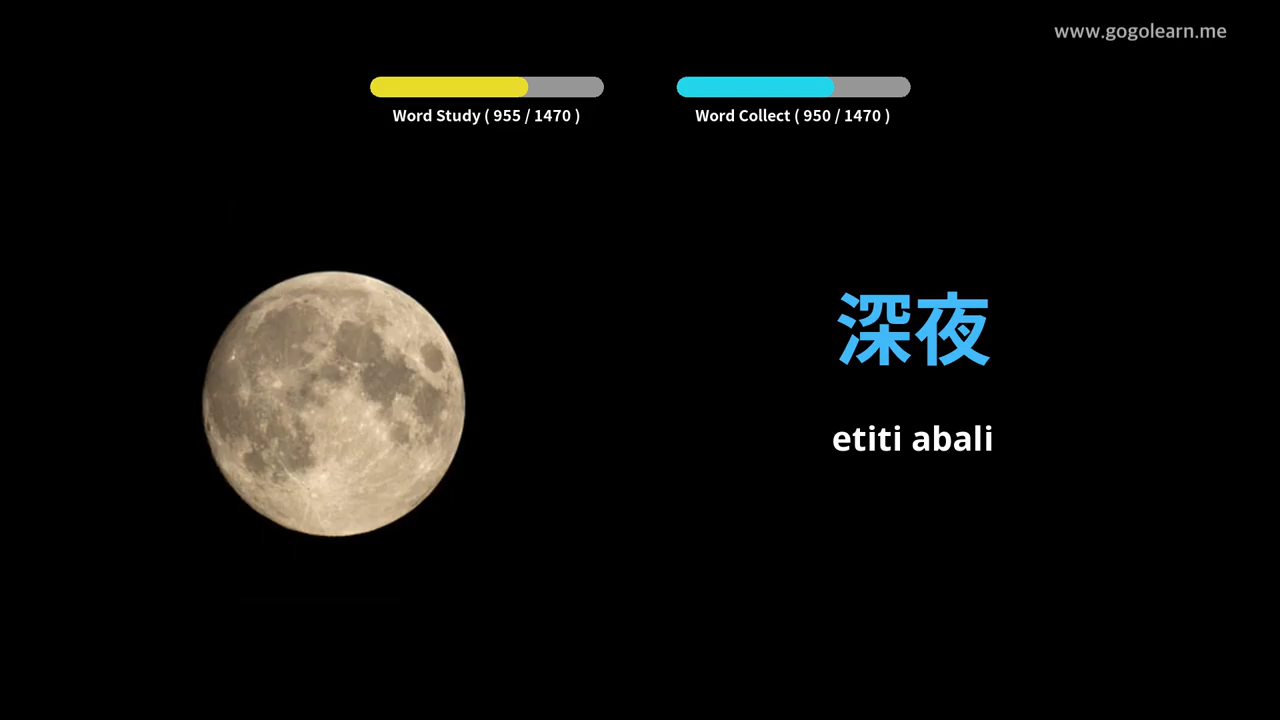 www.gogolearn.me
Word Study ( 955 / 1470 )
Word Collect ( 950 / 1470 )
深夜
etiti abali